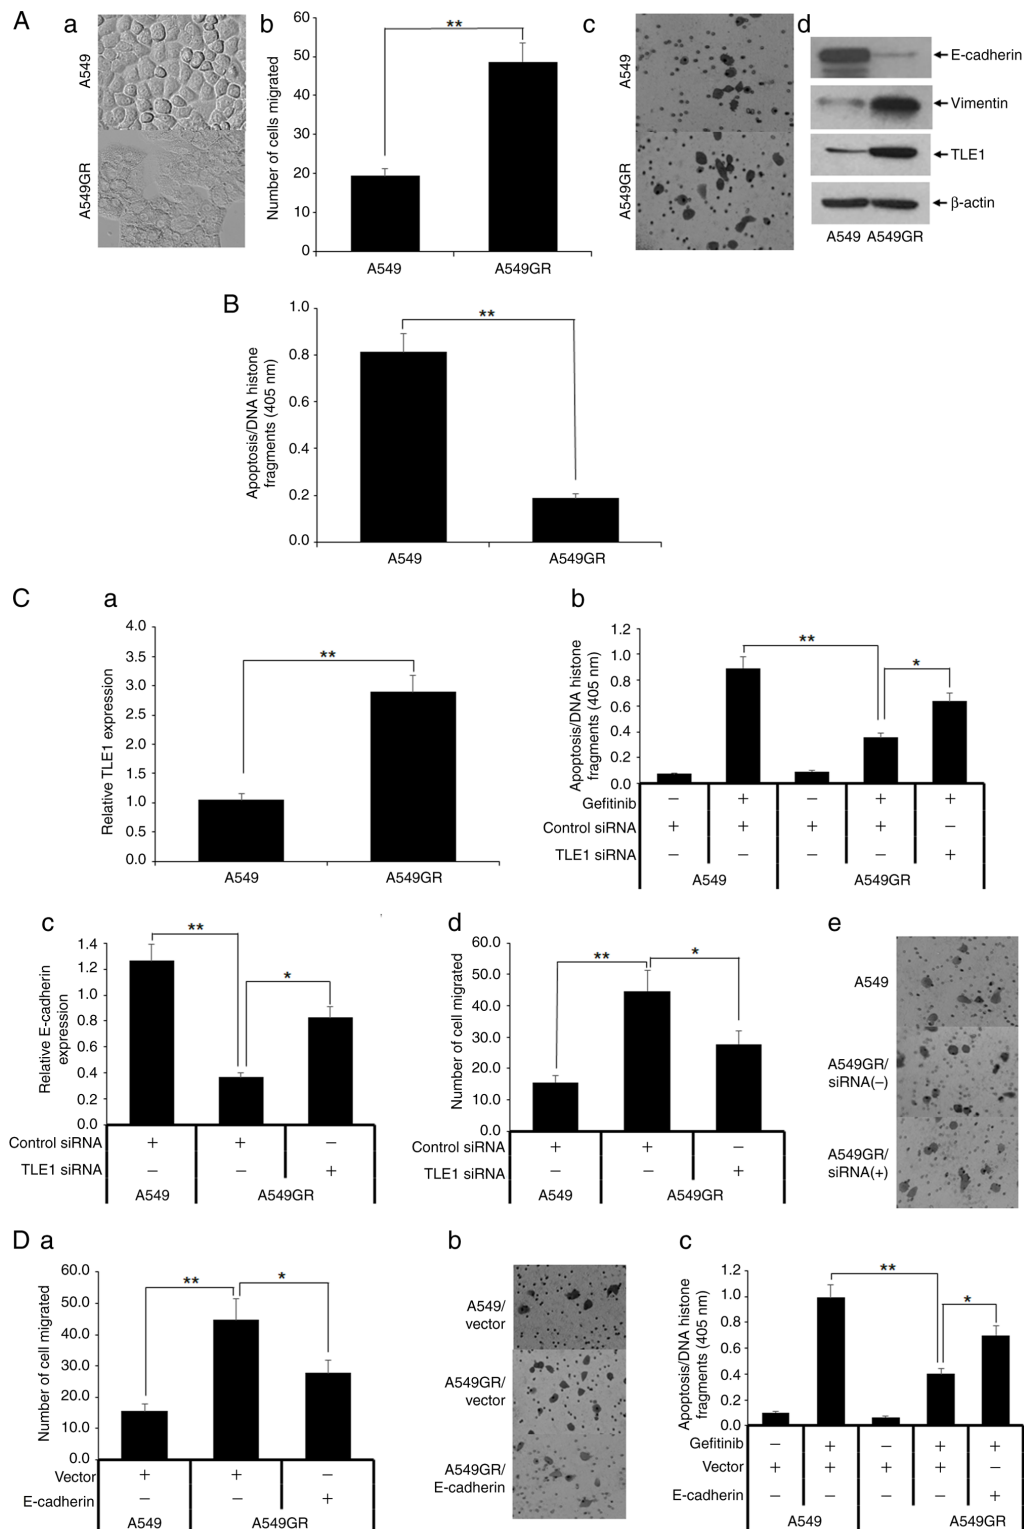 A
a
b
c
d
A549
A549GR
Number of cells migrated
60
50
40
30
20
10
0
**
A549
A549GR
A549
A549GR
E-cadherin
Vimentin
TLE1
β-actin
A549 A549GR
B
Apoptosis/DNA histone
fragments (405 nm)
1.0
0.8
0.6
0.4
0.2
0.0
**
A549
A549GR
C
a
Relative TLE1 expression
4.0
3.5
3.0
2.5
2.0
1.5
1.0
0.5
0.0
**
A549
A549GR
b
Apoptosis/DNA histone
fragments (405 nm)
1.2
1.0
0.8
0.6
0.4
0.2
0.0
**
*
Gefitinib − + − + +
Control siRNA + + + + −
TLE1 siRNA − − − − +
A549
A549GR
c
Relative E-cadherin
expression
1.4
1.2
1.0
0.8
0.6
0.4
0.2
0.0
**
*
Control siRNA + + −
TLE1 siRNA − − +
A549
A549GR
d
Number of cell migrated
60.0
50.0
40.0
30.0
20.0
10.0
0.0
**
*
Control siRNA + + −
TLE1 siRNA − − +
A549
A549GR
e
A549
A549GR/
siRNA(−)
A549GR/
siRNA(+)
D
a
Number of cell migrated
60.0
50.0
40.0
30.0
20.0
10.0
0.0
**
*
Vector + + −
E-cadherin − − +
A549
A549GR
b
A549/
vector
A549GR/
vector
A549GR/
E-cadherin
c
Apoptosis/DNA histone
fragments (405 nm)
1.2
1.0
0.8
0.6
0.4
0.2
0.0
**
*
Gefitinib − + − + +
Vector + + + + −
E-cadherin − − − − +
A549
A549GR